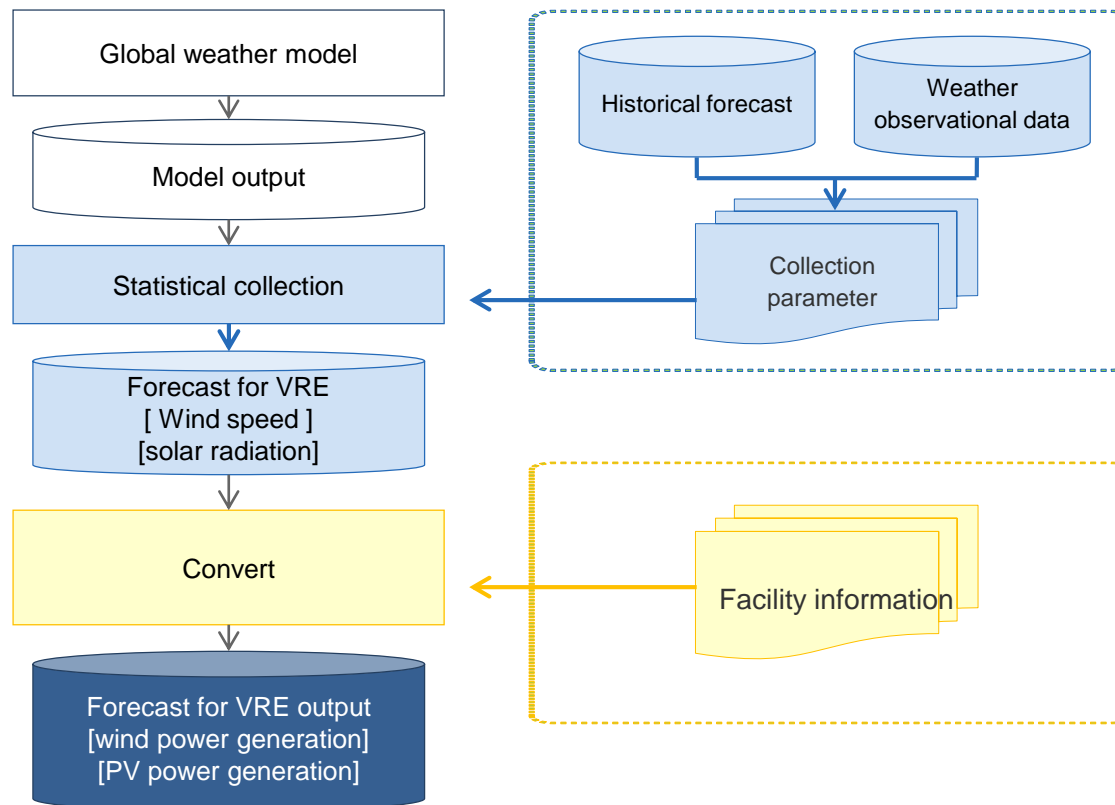 Global weather model
Model output
Statistical collection
Forecast for VRE
[ Wind speed ]
[solar radiation]
Convert
Forecast for VRE output
[wind power generation]
[PV power generation]
Historical forecast
Weather
observational data
Collection
parameter
Facility information